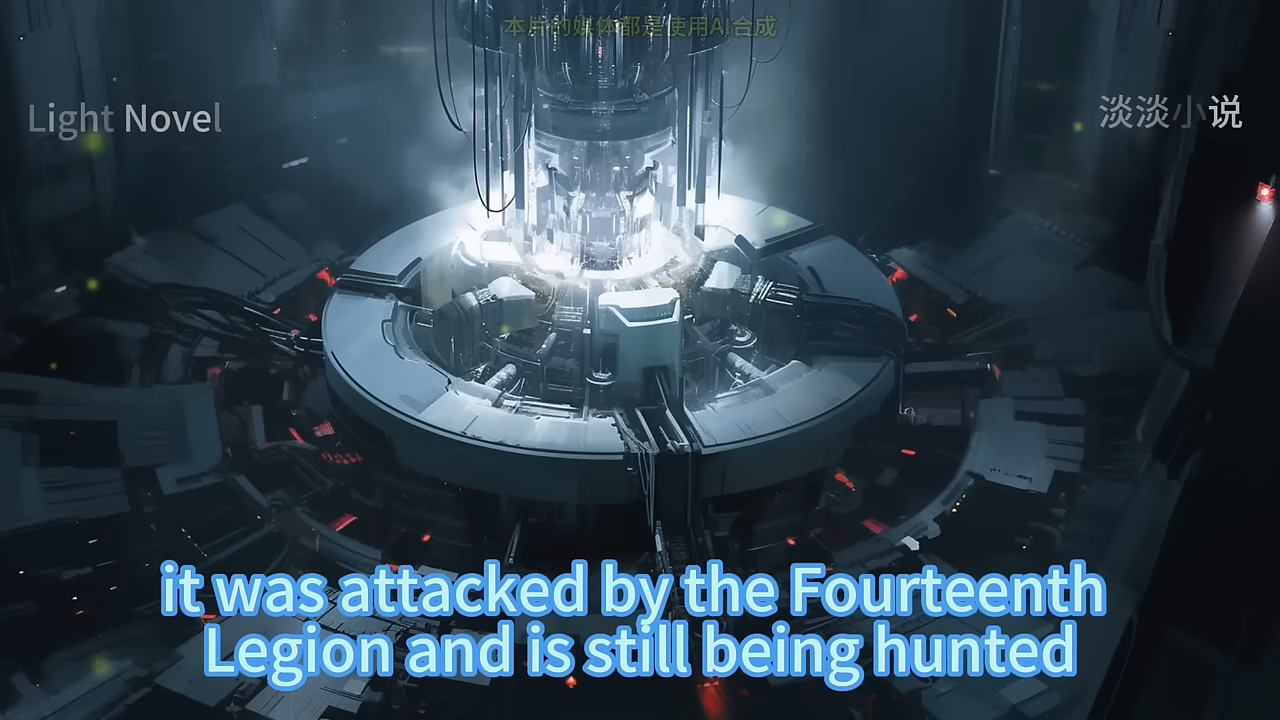 本片的媒体都是使用AI合成
Light Novel
淡淡小说
it was attacked by the Fourteenth
Legion and is still being hunted